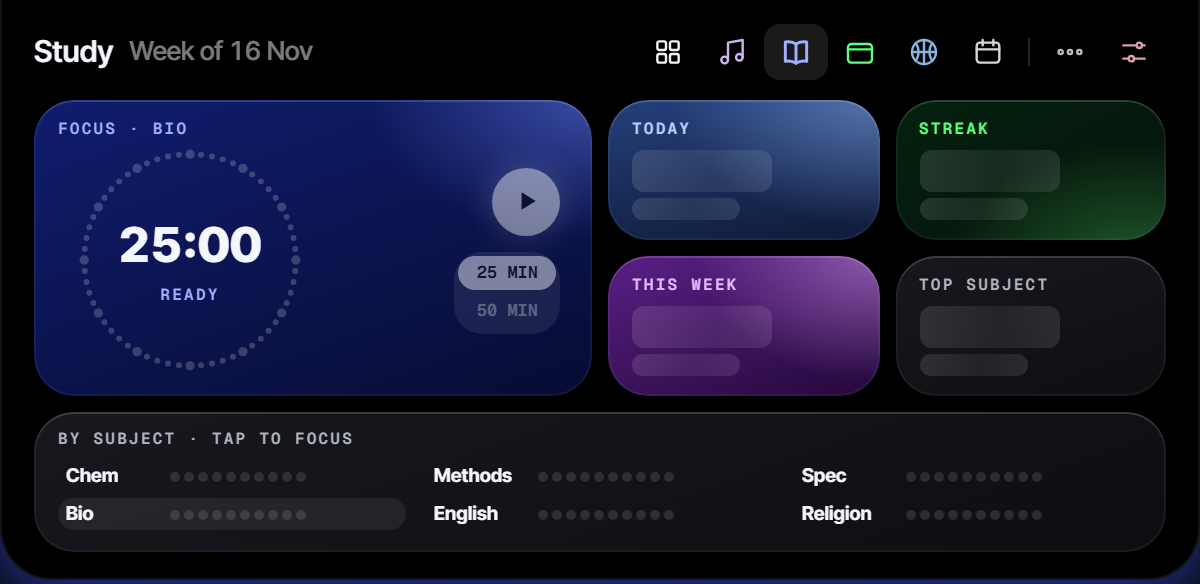 Study Week of 16 Nov
FOCUS · BIO
25:00
READY
25 MIN
50 MIN
TODAY
STREAK
THIS WEEK
TOP SUBJECT
BY SUBJECT · TAP TO FOCUS
Chem
Methods
Spec
Bio
English
Religion